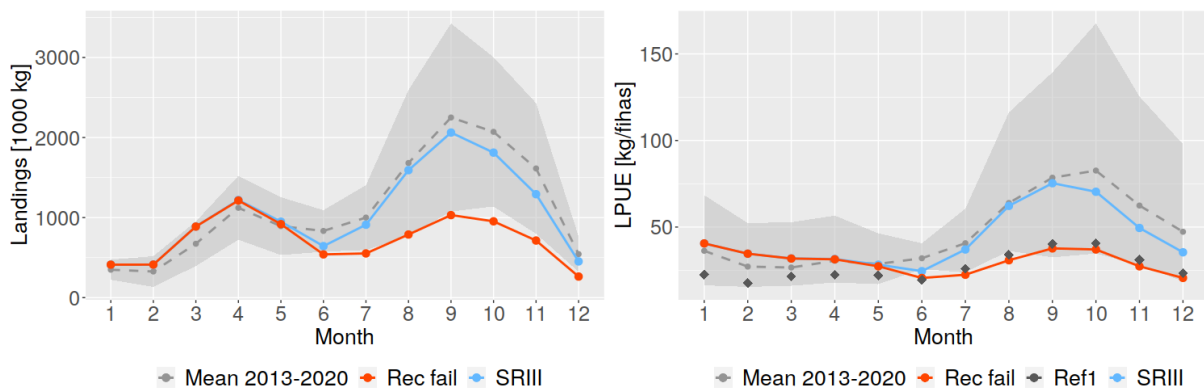 Landings [1000 kg]
3000
2000
1000
0
1 2 3 4 5 6 7 8 9 10 11 12
Month
Mean 2013-2020 Rec fail SRIII
LPUE [kg/fihas]
150
100
50
1 2 3 4 5 6 7 8 9 10 11 12
Month
Mean 2013-2020 Rec fail Ref1 SRIII